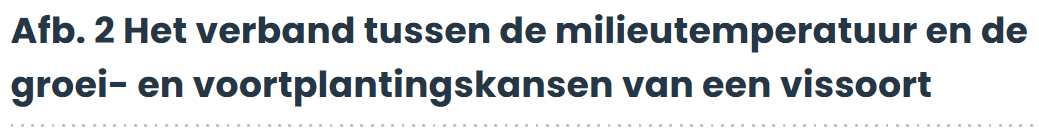 Afb. 2 Het verband tussen de milieutemperatuur en de
groei- en voortplantingskansen van een vissoort